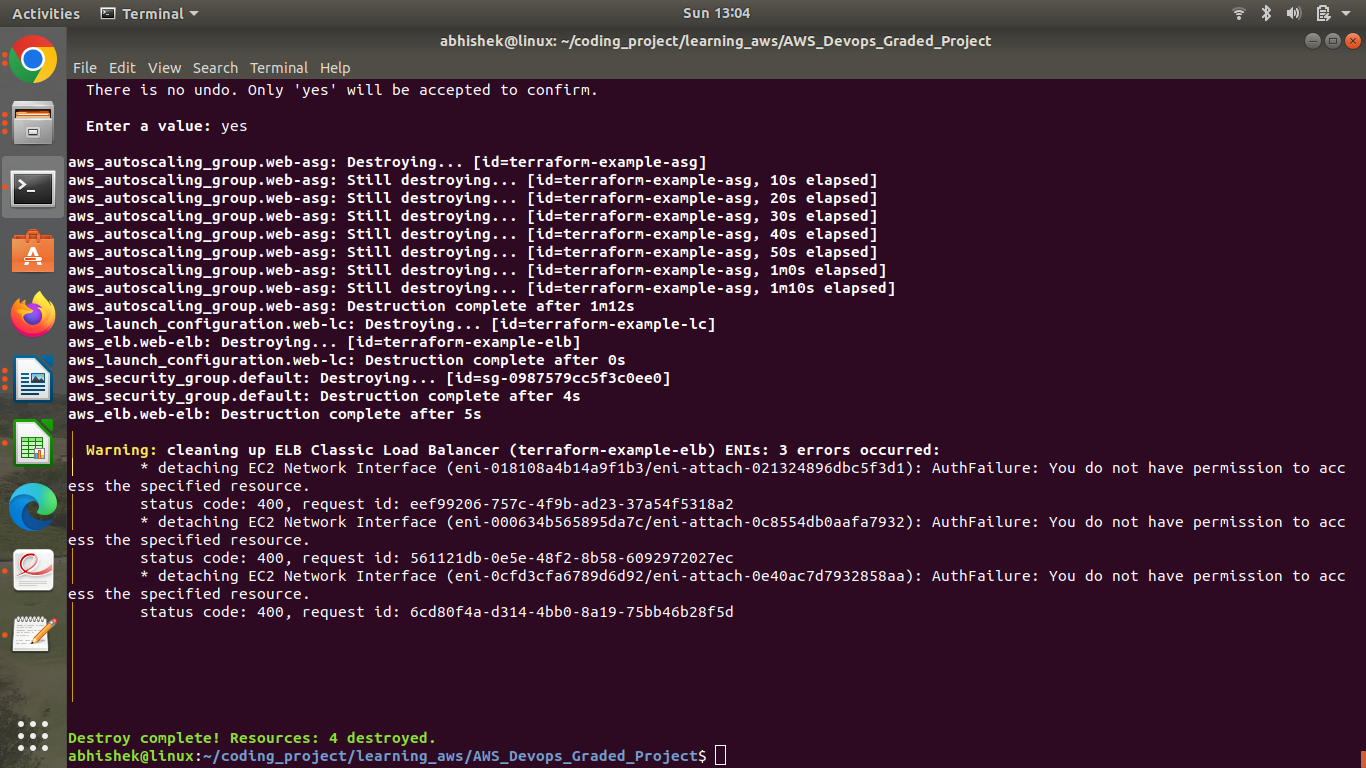 Activities Terminal Sun 13:04
abhishek@linux: ~/coding_project/learning_aws/AWS_Devops_Graded_Project
File Edit View Search Terminal Help
There is no undo. Only 'yes' will be accepted to confirm.
Enter a value: yes
aws_autoscaling_group.web-asg: Destroying... [id=terraform-example-asg]
aws_autoscaling_group.web-asg: Still destroying... [id=terraform-example-asg, 10s elapsed]
aws_autoscaling_group.web-asg: Still destroying... [id=terraform-example-asg, 20s elapsed]
aws_autoscaling_group.web-asg: Still destroying... [id=terraform-example-asg, 30s elapsed]
aws_autoscaling_group.web-asg: Still destroying... [id=terraform-example-asg, 40s elapsed]
aws_autoscaling_group.web-asg: Still destroying... [id=terraform-example-asg, 50s elapsed]
aws_autoscaling_group.web-asg: Still destroying... [id=terraform-example-asg, 1m0s elapsed]
aws_autoscaling_group.web-asg: Still destroying... [id=terraform-example-asg, 1m10s elapsed]
aws_autoscaling_group.web-asg: Destruction complete after 1m12s
aws_launch_configuration.web-lc: Destroying... [id=terraform-example-lc]
aws_elb.web-elb: Destroying... [id=terraform-example-elb]
aws_launch_configuration.web-lc: Destruction complete after 0s
aws_security_group.default: Destroying... [id=sg-0987579cc5f3c0ee0]
aws_security_group.default: Destruction complete after 4s
aws_elb.web-elb: Destruction complete after 5s
Warning: cleaning up ELB Classic Load Balancer (terraform-example-elb) ENIs: 3 errors occurred:
* detaching EC2 Network Interface (eni-018108a4b14a9f1b3/eni-attach-021324896dbc5f3d1): AuthFailure: You do not have permission to acc
ess the specified resource.
status code: 400, request id: eef99206-757c-4f9b-ad23-37a54f5318a2
* detaching EC2 Network Interface (eni-000634b565895da7c/eni-attach-0c8554db0aafa7932): AuthFailure: You do not have permission to acc
ess the specified resource.
status code: 400, request id: 561121db-0e5e-48f2-8b58-6092972027ec
* detaching EC2 Network Interface (eni-0cfd3cfa6789d6d92/eni-attach-0e40ac7d7932858aa): AuthFailure: You do not have permission to acc
ess the specified resource.
status code: 400, request id: 6cd80f4a-d314-4bb0-8a19-75bb46b28f5d
Destroy complete! Resources: 4 destroyed.
abhishek@linux:~/coding_project/learning_aws/AWS_Devops_Graded_Project$